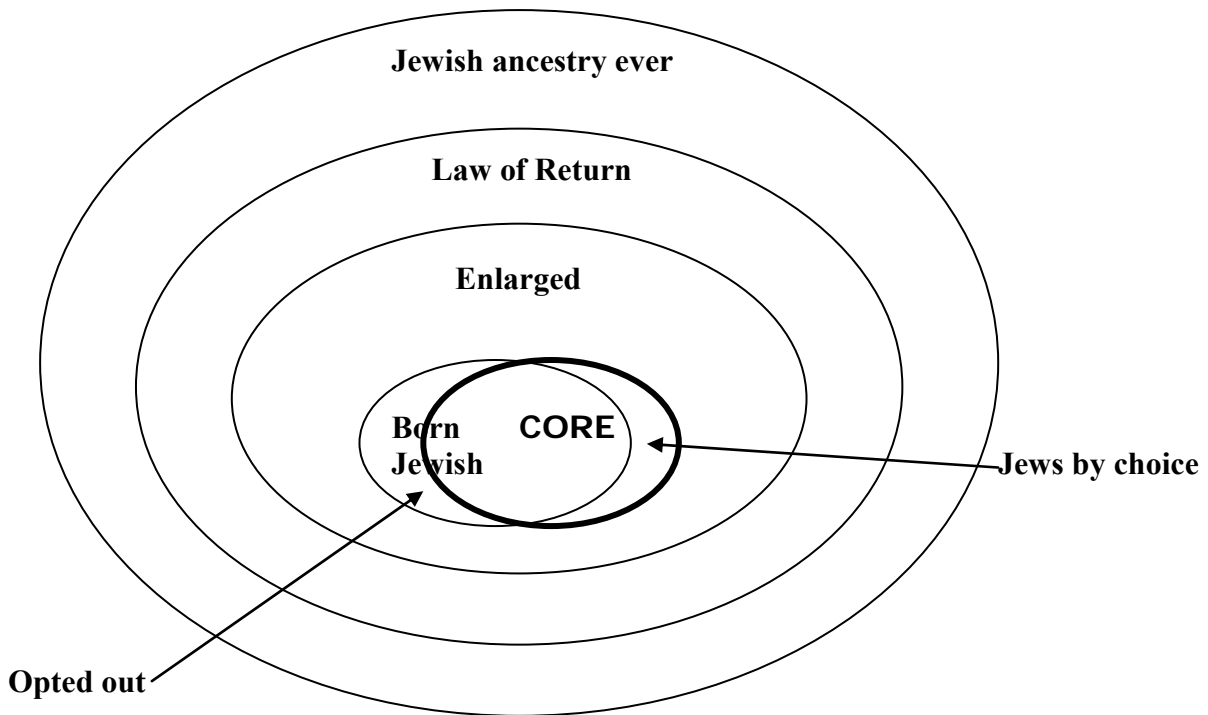 Jewish ancestry ever
Law of Return
Enlarged
Born
Jewish
CORE
Jews by choice
Opted out